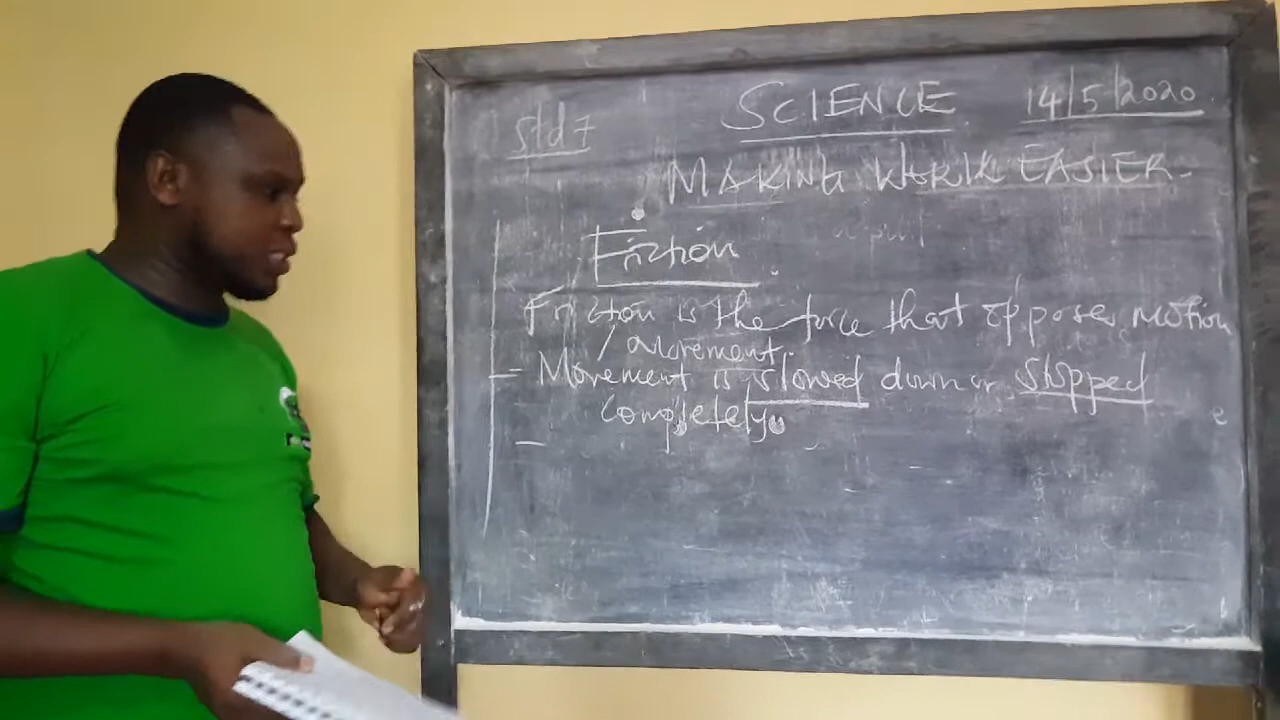 Std 7
SCIENCE
14/5/2020
MAKING WORK EASIER
Friction
Friction is the force that opposes motion
/ movement.
- Movement is slowed down or stopped
completely.